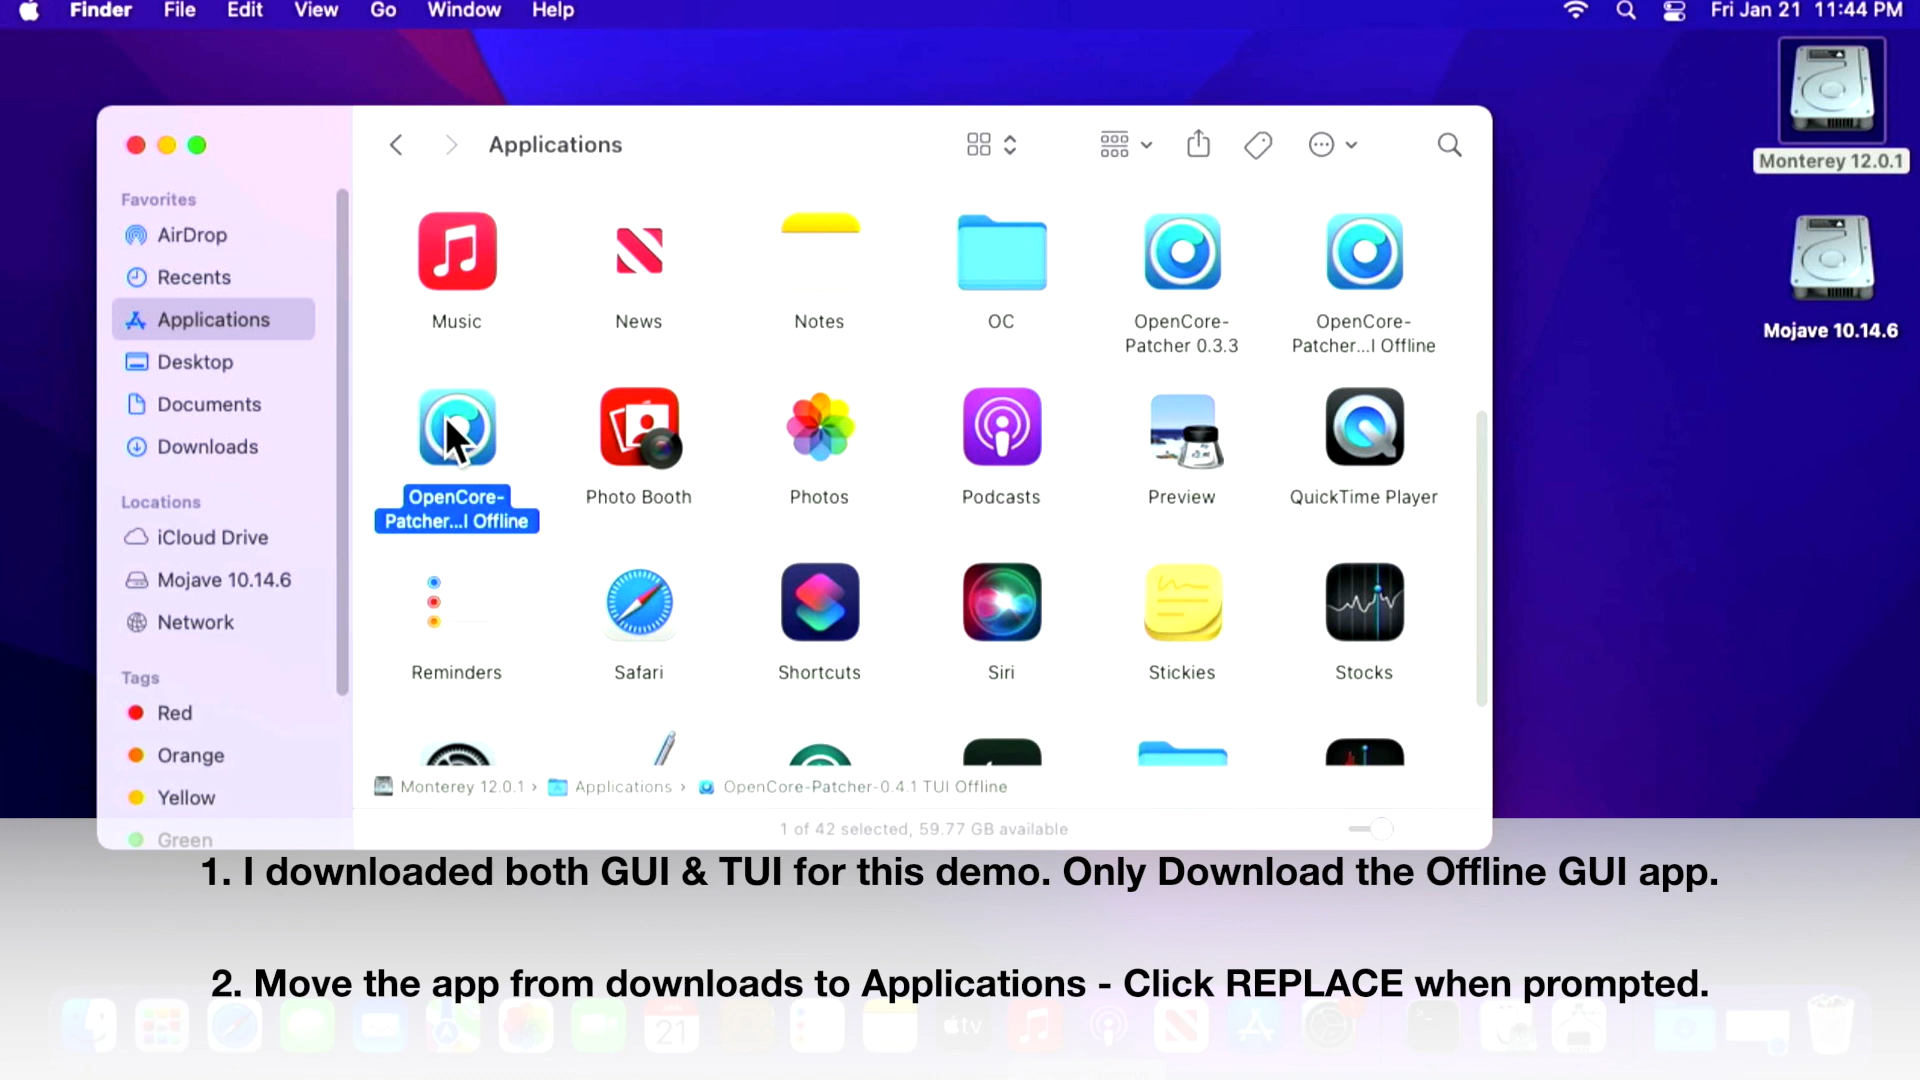 Finder File Edit View Go Window Help
Fri Jan 21 11:44 PM
Monterey 12.0.1
Mojave 10.14.6
Applications
Favorites
AirDrop
Recents
Applications
Desktop
Documents
Downloads
Locations
iCloud Drive
Mojave 10.14.6
Network
Tags
Red
Orange
Yellow
Green
Music
News
Notes
OC
OpenCore-
Patcher 0.3.3
OpenCore-
Patcher...I Offline
OpenCore-
Patcher...I Offline
Photo Booth
Photos
Podcasts
Preview
QuickTime Player
Reminders
Safari
Shortcuts
Siri
Stickies
Stocks
Monterey 12.0.1 › Applications › OpenCore-Patcher-0.4.1 TUI Offline
1 of 42 selected, 59.77 GB available
1. I downloaded both GUI & TUI for this demo. Only Download the Offline GUI app.
2. Move the app from downloads to Applications - Click REPLACE when prompted.
21
tv